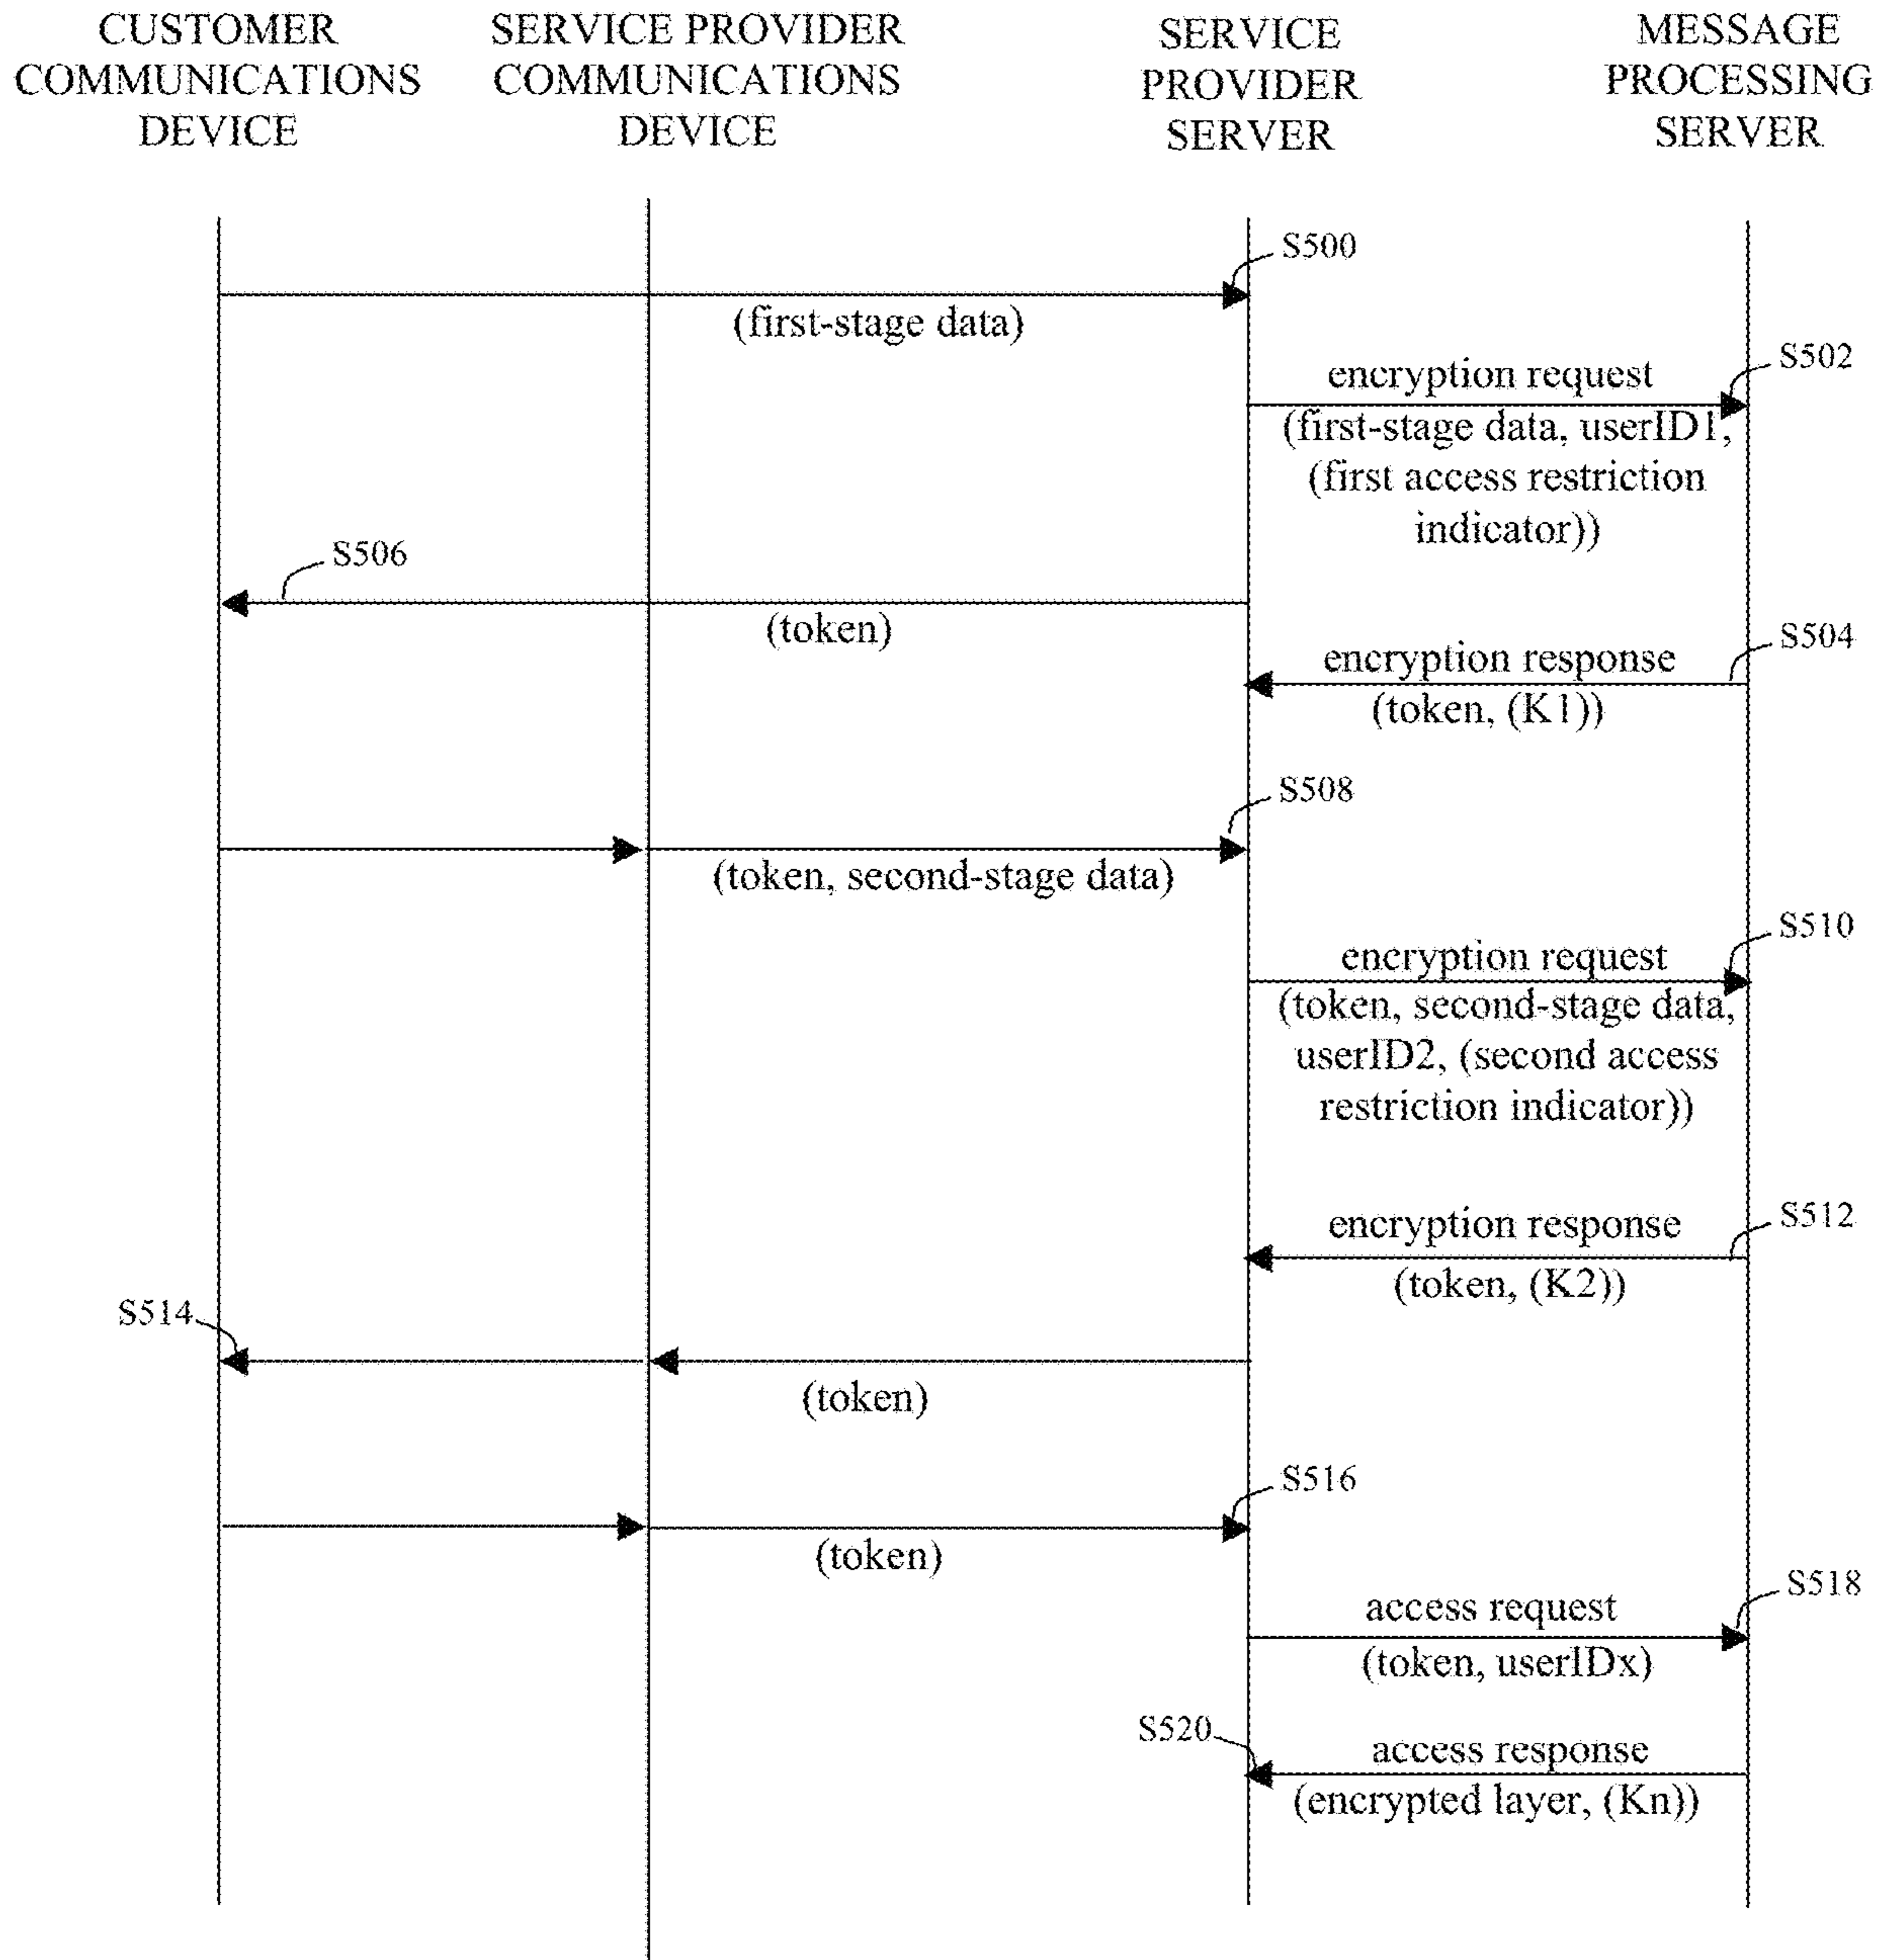 CUSTOMER
COMMUNICATIONS
DEVICE
SERVICE PROVIDER
COMMUNICATIONS
DEVICE
SERVICE
PROVIDER
SERVER
MESSAGE
PROCESSING
SERVER
S500
(first-stage data)
S502
encryption request
(first-stage data, userID1,
(first access restriction
indicator))
S506
(token)
S504
encryption response
(token, (K1))
S508
(token, second-stage data)
S510
encryption request
(token, second-stage data,
userID2, (second access
restriction indicator))
S512
encryption response
(token, (K2))
S514
(token)
S516
(token)
S518
access request
(token, userIDx)
S520
access response
(encrypted layer, (Kn))